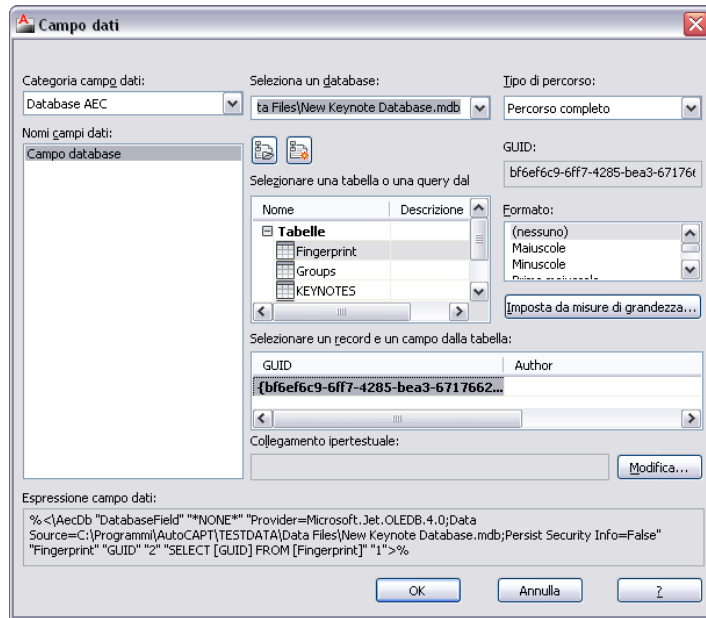 Campo dati
Categoria campo dati:
Database AEC
Nomi campi dati:
Campo database
Seleziona un database:
ta Files\New Keynote Database.mdb
Tipo di percorso:
Percorso completo
GUID:
bf6ef6c9-6ff7-4285-bea3-67176
Selezionare una tabella o una query dal
Nome Descrizione
Tabelle
Fingerprint
Groups
KEYNOTES
Formato:
(nessuno)
Maiuscole
Minuscole
Imposta da misure di grandezza...
Selezionare un record e un campo dalla tabella:
GUID Author
{bf6ef6c9-6ff7-4285-bea3-6717662...
Collegamento ipertestuale:
Modifica...
Espressione campo dati:
%<\AecDb "DatabaseField" "*NONE*" "Provider=Microsoft.Jet.OLEDB.4.0;Data
Source=C:\Programmi\AutoCAPT\TESTDATA\Data Files\New Keynote Database.mdb;Persist Security Info=False"
"Fingerprint" "GUID" "2" "SELECT [GUID] FROM [Fingerprint]" "1">%
OK Annulla ?